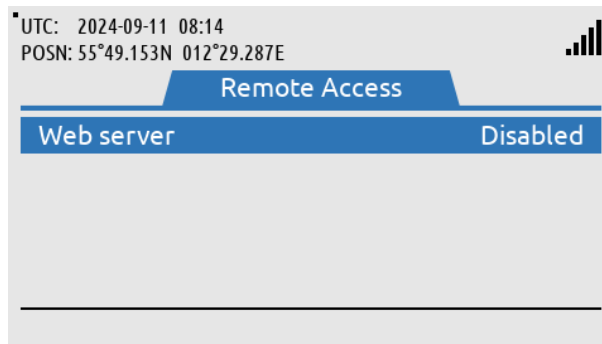 UTC: 2024-09-11 08:14
POSN: 55°49.153N 012°29.287E
Remote Access
Web server Disabled